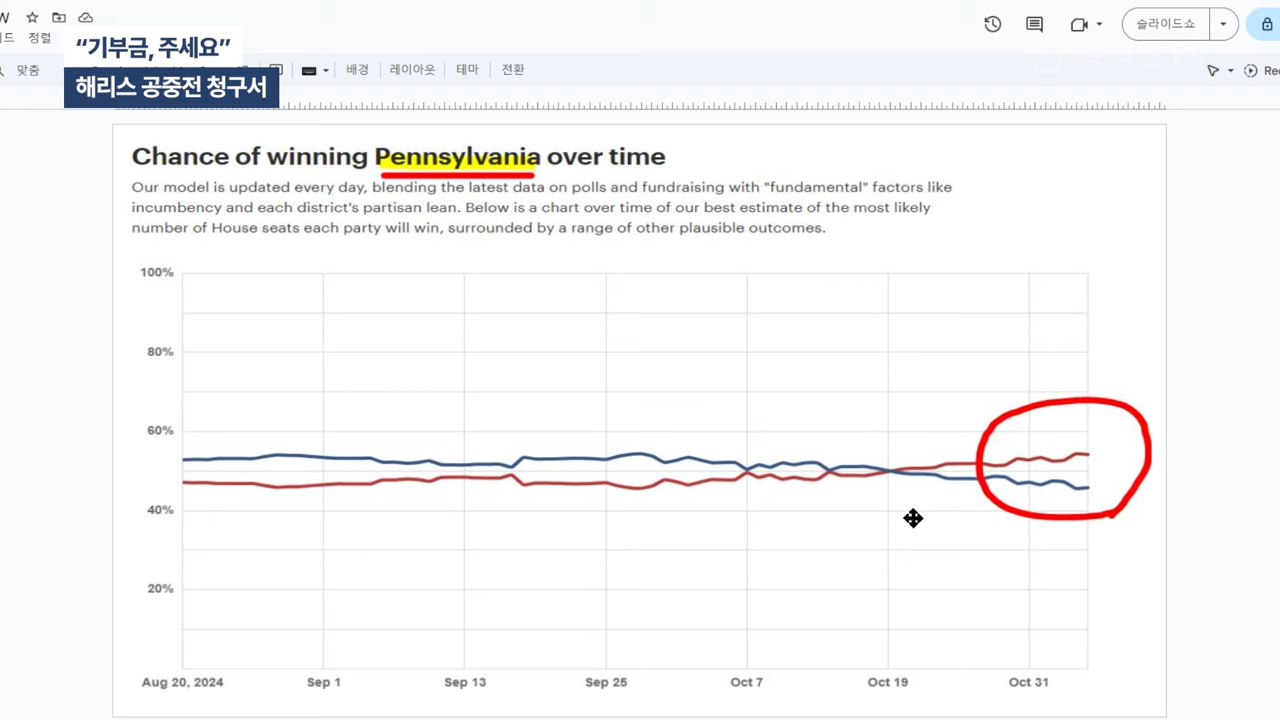 W
슬라이드쇼
드 정렬
“기부금, 주세요”
맞춤
배경 레이아웃 테마 전환
Rec
해리스 공중전 청구서
Chance of winning Pennsylvania over time
Our model is updated every day, blending the latest data on polls and fundraising with "fundamental" factors like
incumbency and each district's partisan lean. Below is a chart over time of our best estimate of the most likely
number of House seats each party will win, surrounded by a range of other plausible outcomes.
100%
80%
60%
40%
20%
Aug 20, 2024 Sep 1 Sep 13 Sep 25 Oct 7 Oct 19 Oct 31